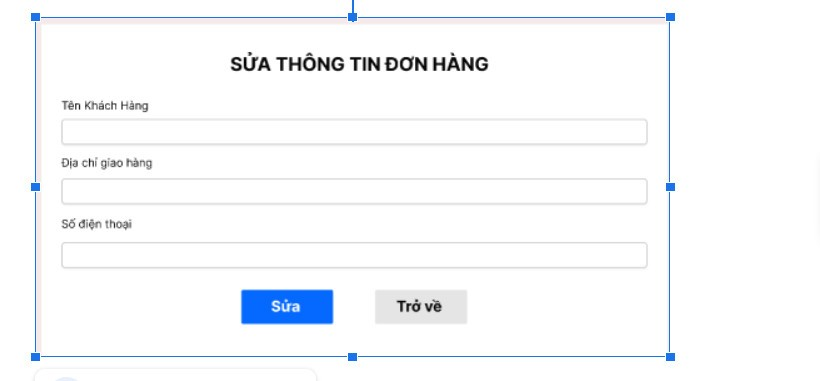 SỬA THÔNG TIN ĐƠN HÀNG
Tên Khách Hàng
Địa chỉ giao hàng
Số điện thoại
Sửa
Trở về